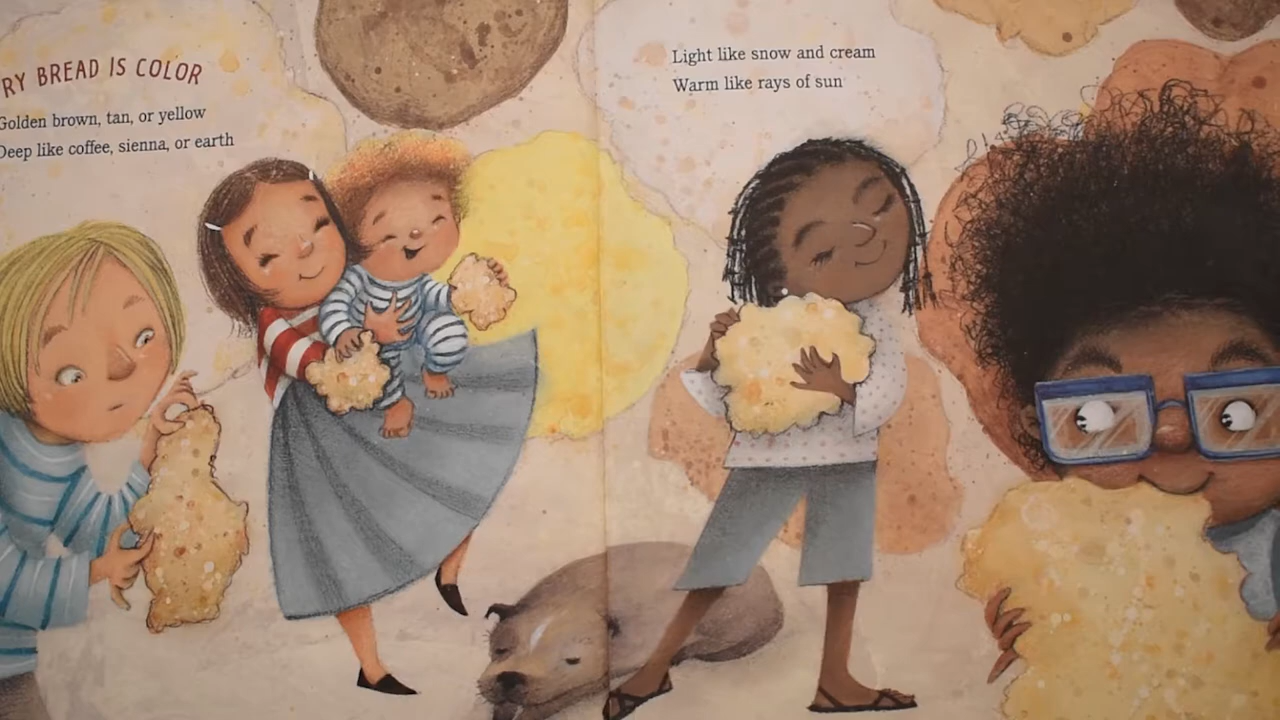 RY BREAD IS COLOR
Golden brown, tan, or yellow
Deep like coffee, sienna, or earth
Light like snow and cream
Warm like rays of sun